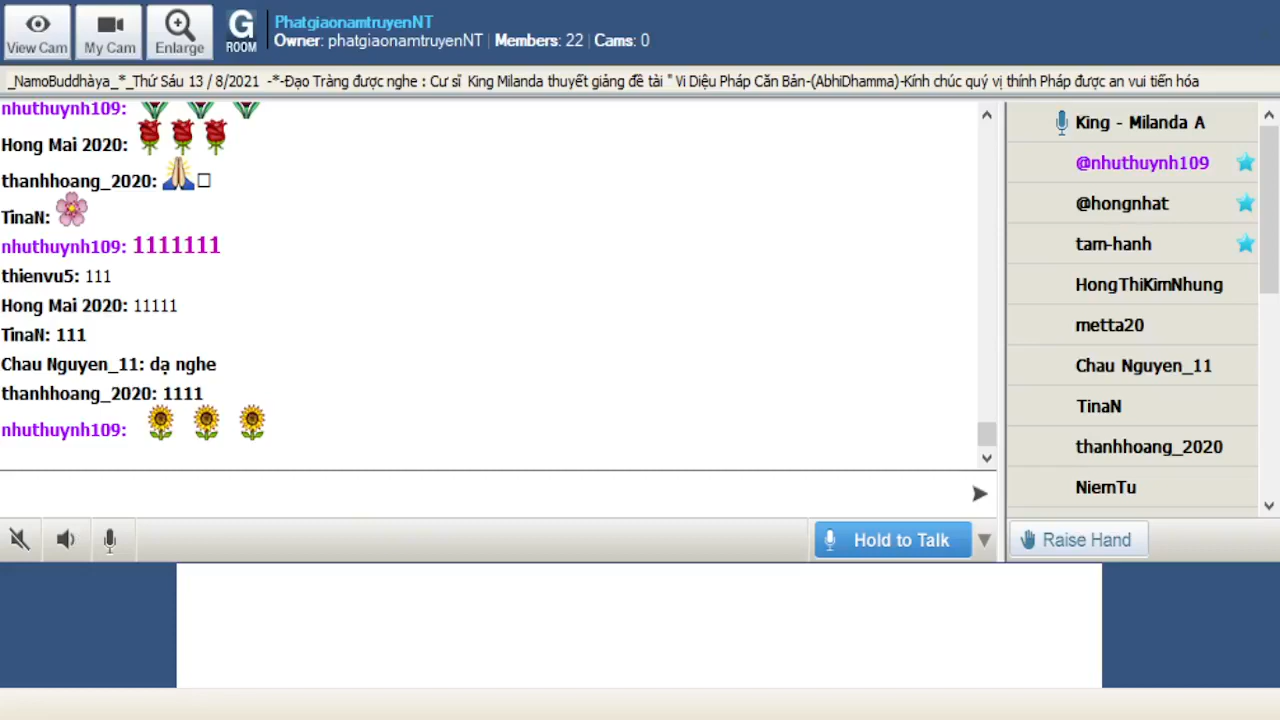 View Cam
My Cam
Enlarge
G
ROOM
PhatgiaonamtruyenNT
Owner: phatgiaonamtruyenNT | Members: 22 | Cams: 0
_NamoBuddhàya_*_Thứ Sáu 13 / 8/2021 -*-Đạo Tràng được nghe : Cư sĩ King Milanda thuyết giảng đề tài " Vi Diệu Pháp Căn Bản-(AbhiDhamma)-Kính chúc quý vị thính Pháp được an vui tiến hóa
nhuthuynh109:
Hong Mai 2020:
thanhhoang_2020:
TinaN:
nhuthuynh109: 1111111
thienvu5: 111
Hong Mai 2020: 11111
TinaN: 111
Chau Nguyen_11: dạ nghe
thanhhoang_2020: 1111
nhuthuynh109:
King - Milanda A
@nhuthuynh109
@hongnhat
tam-hanh
HongThiKimNhung
metta20
Chau Nguyen_11
TinaN
thanhhoang_2020
NiemTu
Hold to Talk
Raise Hand